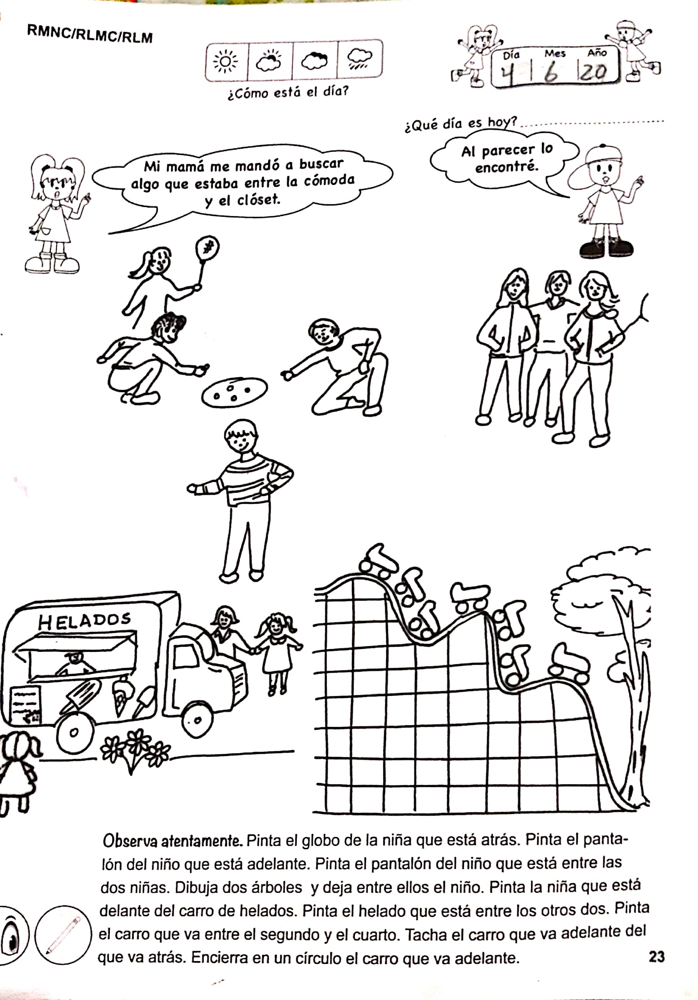 RMNC/RLMC/RLM
Día Mes Año
4 6 20
¿Cómo está el día?
¿Qué día es hoy?
Mi mamá me mandó a buscar
algo que estaba entre la cómoda
y el clóset.
Al parecer lo
encontré.
#
HELADOS
Observa atentamente. Pinta el globo de la niña que está atrás. Pinta el panta-
lón del niño que está adelante. Pinta el pantalón del niño que está entre las
dos niñas. Dibuja dos árboles y deja entre ellos el niño. Pinta la niña que está
delante del carro de helados. Pinta el helado que está entre los otros dos. Pinta
el carro que va entre el segundo y el cuarto. Tacha el carro que va adelante del
que va atrás. Encierra en un círculo el carro que va adelante.
23